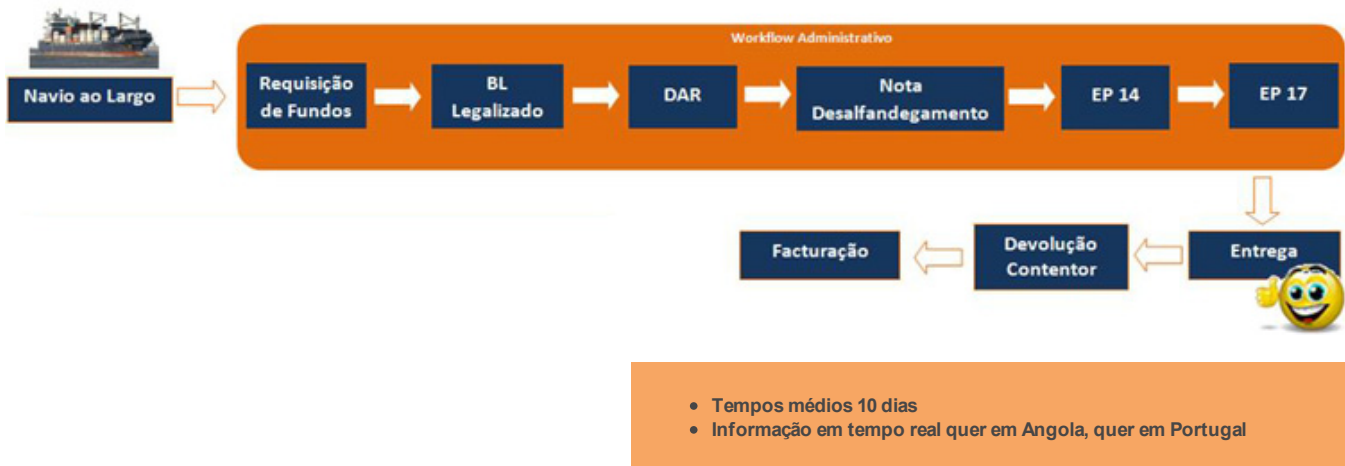 Workflow Administrativo
Navio ao Largo
Requisição
de Fundos
BL
Legalizado
DAR
Nota
Desalfandegamento
EP 14
EP 17
Entrega
Devolução
Contentor
Facturação
• Tempos médios 10 dias
• Informação em tempo real quer em Angola, quer em Portugal